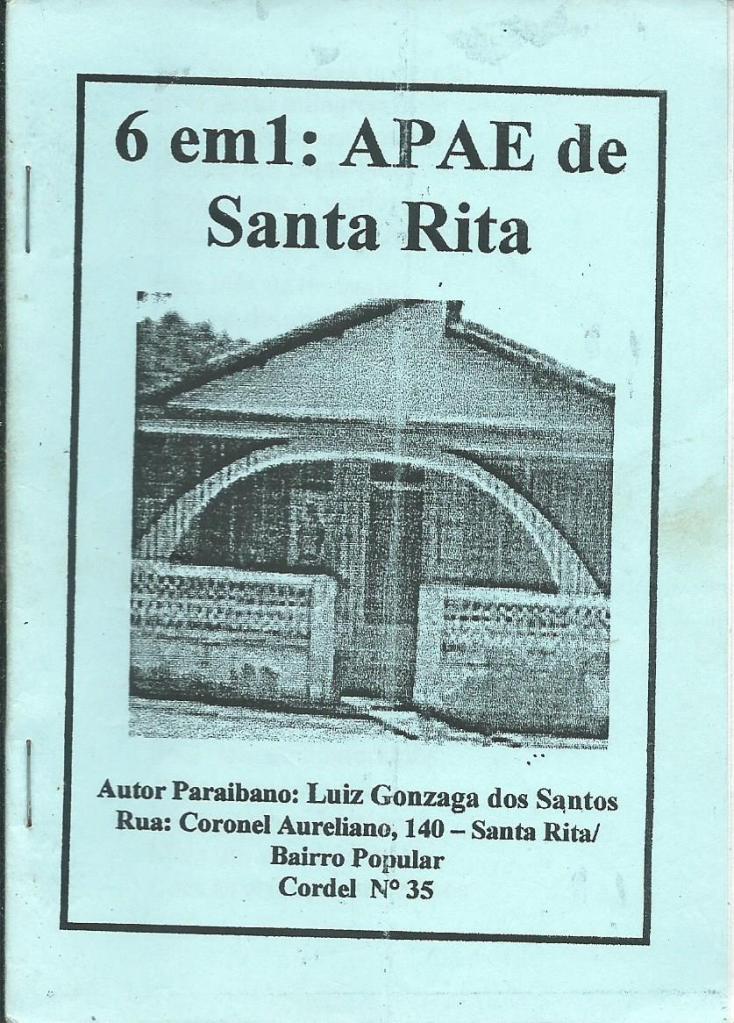 6 em1: APAE de
Santa Rita
Autor Paraibano: Luiz Gonzaga dos Santos
Rua: Coronel Aureliano, 140 – Santa Rita/
Bairro Popular
Cordel Nº 35